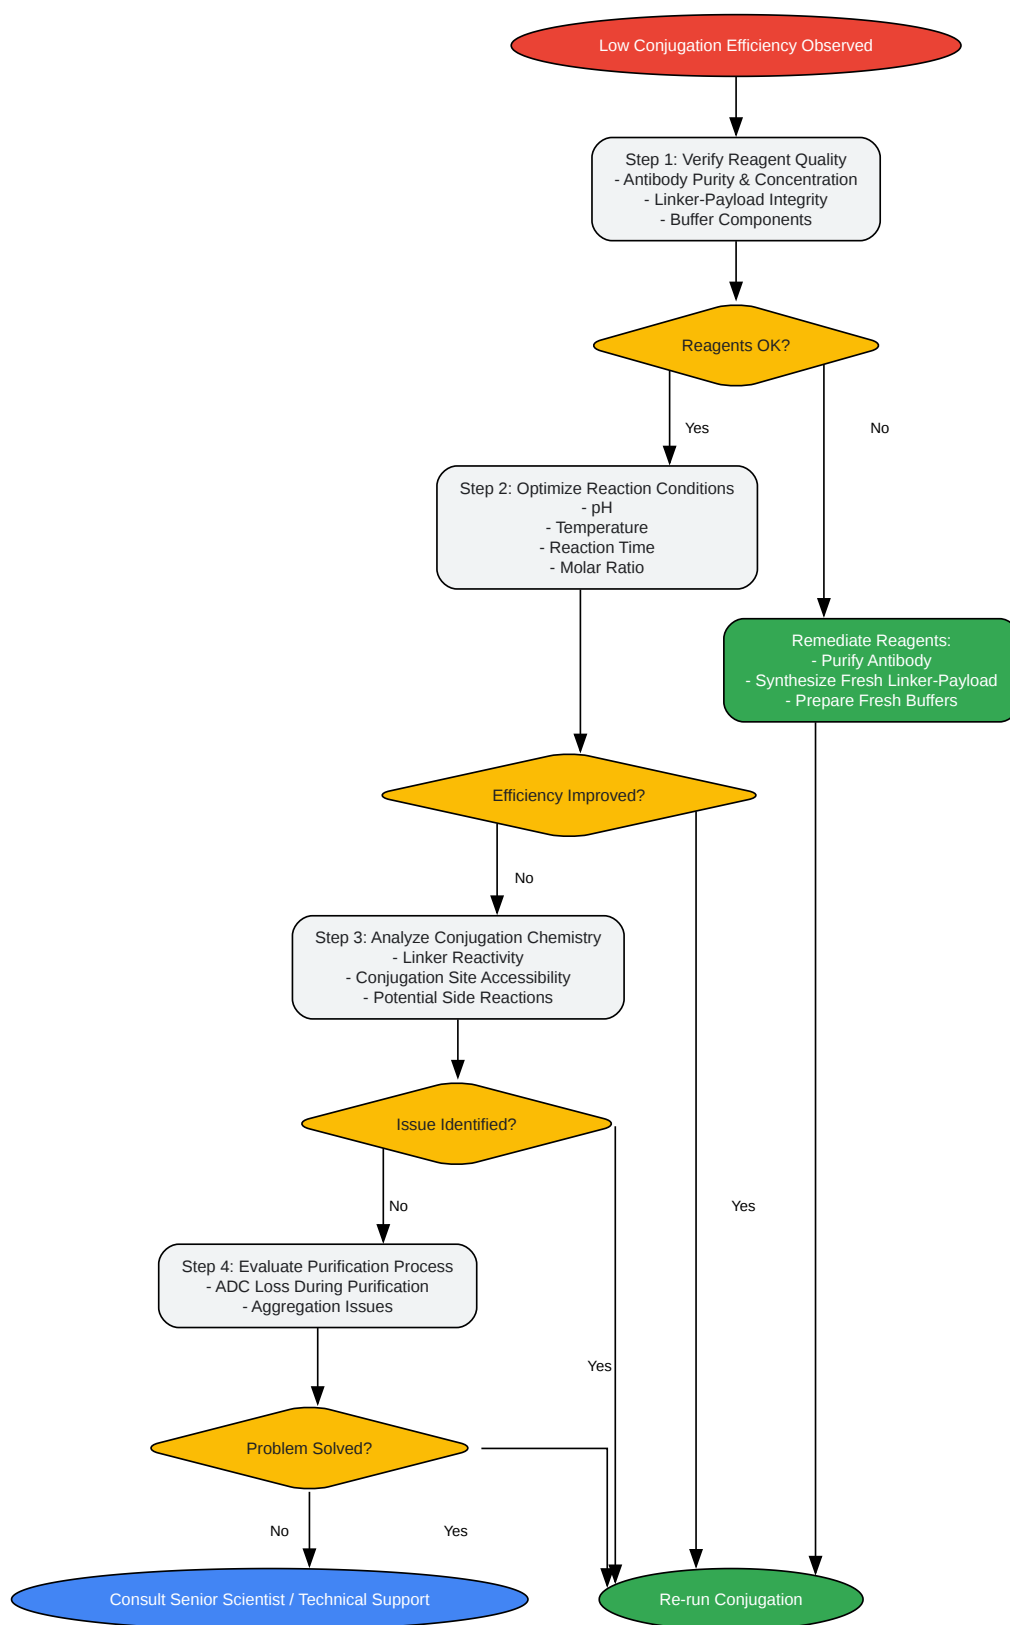 Low Conjugation Efficiency Observed
Step 1: Verify Reagent Quality
- Antibody Purity & Concentration
- Linker-Payload Integrity
- Buffer Components
Reagents OK?
Yes
No
Step 2: Optimize Reaction Conditions
- pH
- Temperature
- Reaction Time
- Molar Ratio
Remediate Reagents:
- Purify Antibody
- Synthesize Fresh Linker-Payload
- Prepare Fresh Buffers
Efficiency Improved?
No
Step 3: Analyze Conjugation Chemistry
- Linker Reactivity
- Conjugation Site Accessibility
- Potential Side Reactions
Issue Identified?
No
Yes
Step 4: Evaluate Purification Process
- ADC Loss During Purification
- Aggregation Issues
Yes
Problem Solved?
No
Yes
Consult Senior Scientist / Technical Support
Re-run Conjugation